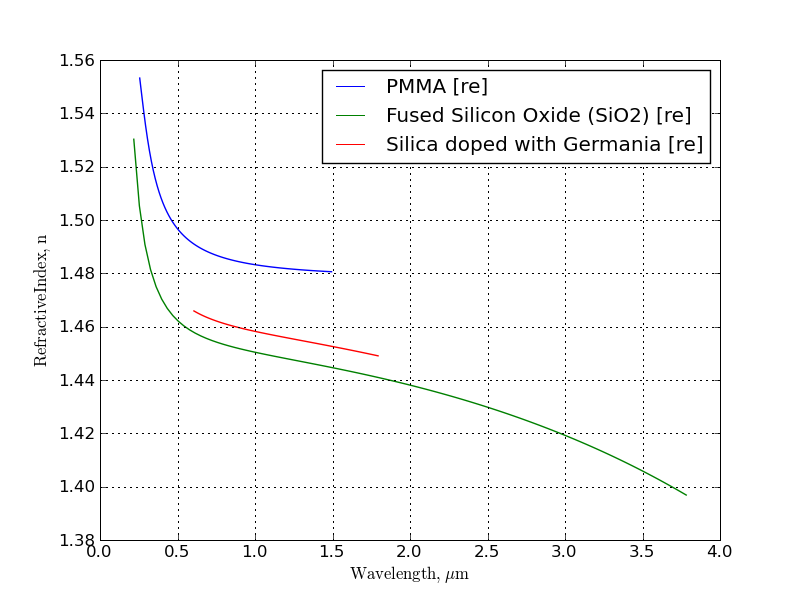 1.56
1.54
1.52
1.50
1.48
1.46
1.44
1.42
1.40
1.38
RefractiveIndex, n
PMMA [re]
Fused Silicon Oxide (SiO2) [re]
Silica doped with Germania [re]
0.0 0.5 1.0 1.5 2.0 2.5 3.0 3.5 4.0
Wavelength, μm